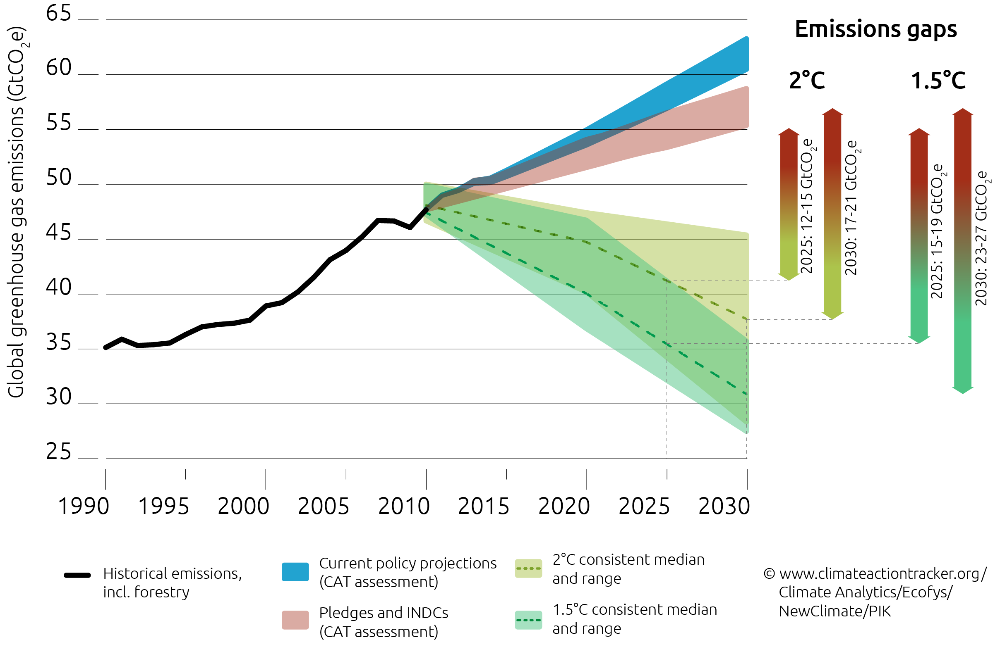 Global greenhouse gas emissions (GtCO₂e)
65
60
55
50
45
40
35
30
25
1990
1995
2000
2005
2010
2015
2020
2025
2030
Emissions gaps
2°C
1.5°C
2025: 12-15 GtCO₂e
2030: 17-21 GtCO₂e
2025: 15-19 GtCO₂e
2030: 23-27 GtCO₂e
Historical emissions,
incl. forestry
Current policy projections
(CAT assessment)
Pledges and INDCs
(CAT assessment)
2°C consistent median
and range
1.5°C consistent median
and range
© www.climateactiontracker.org/
Climate Analytics/Ecofys/
NewClimate/PIK